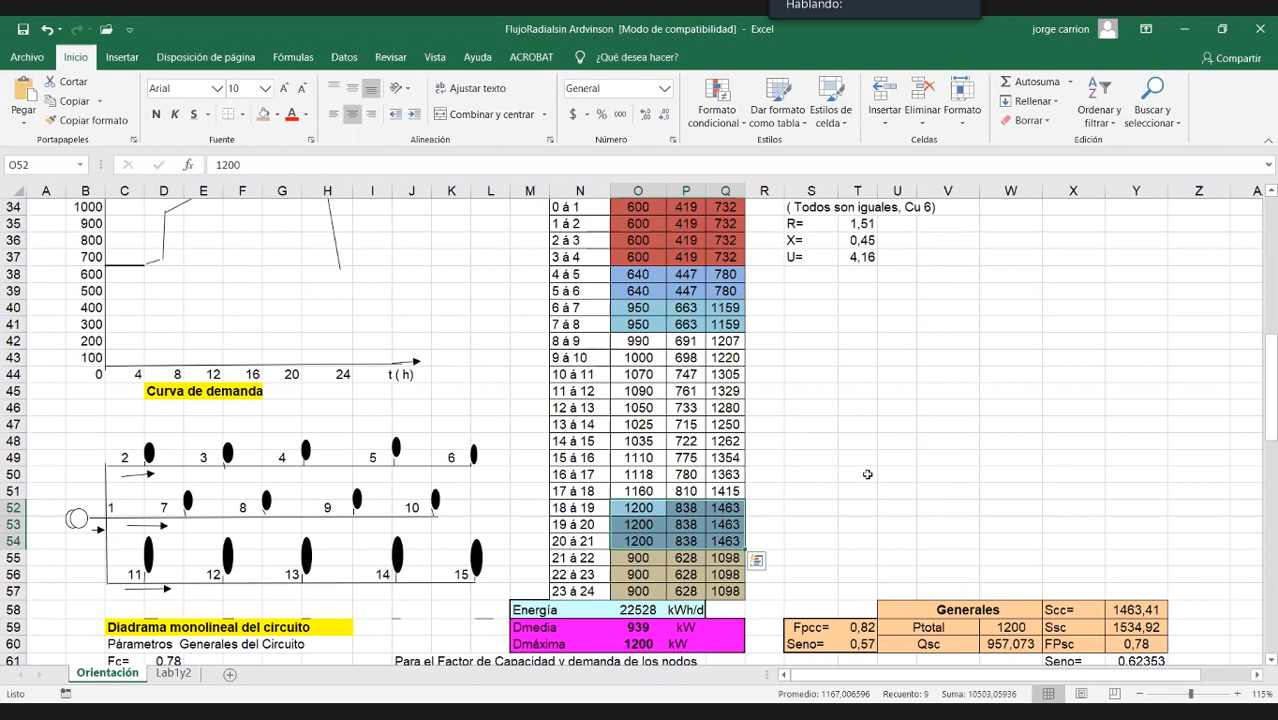 Hablando:
FlujoRadialsin Ardvinson [Modo de compatibilidad] - Excel
jorge carrion
Archivo Inicio Insertar Disposición de página Fórmulas Datos Revisar Vista Ayuda ACROBAT ¿Qué desea hacer? Compartir
Pegar Cortar Copiar Copiar formato
Arial 10
N K S
Ajustar texto
Combinar y centrar
General
$ % 000
Formato condicional
Dar formato como tabla
Estilos de celda
Insertar Eliminar Formato
Autosuma Rellenar Borrar
Ordenar y filtrar
Buscar y seleccionar
Portapapeles Fuente Alineación Número Estilos Celdas Edición
O52 fx 1200
A B C D E F G H I J K L M N O P Q R S T U V W X Y Z A
34 1000 0 á 1 600 419 732 ( Todos son iguales, Cu 6)
35 900 1 á 2 600 419 732 R= 1,51
36 800 2 á 3 600 419 732 X= 0,45
37 700 3 á 4 600 419 732 U= 4,16
38 600 4 á 5 640 447 780
39 500 5 á 6 640 447 780
40 400 6 á 7 950 663 1159
41 300 7 á 8 950 663 1159
42 200 8 á 9 990 691 1207
43 100 9 á 10 1000 698 1220
44 0 4 8 12 16 20 24 t ( h) 10 á 11 1070 747 1305
45 Curva de demanda 11 á 12 1090 761 1329
46 12 á 13 1050 733 1280
47 13 á 14 1025 715 1250
48 14 á 15 1035 722 1262
49 2 3 4 5 6 15 á 16 1110 775 1354
50 16 á 17 1118 780 1363
51 17 á 18 1160 810 1415
52 1 7 8 9 10 18 á 19 1200 838 1463
53 19 á 20 1200 838 1463
54 20 á 21 1200 838 1463
55 21 á 22 900 628 1098
56 11 12 13 14 15 22 á 23 900 628 1098
57 23 á 24 900 628 1098
58 Energía 22528 kWh/d Generales Scc= 1463,41
59 Diadrama monolineal del circuito Dmedia 939 kW Fpcc= 0,82 Ptotal 1200 Ssc 1534,92
60 Párametros Generales del Circuito Dmáxima 1200 kW Seno= 0,57 Qsc 957,073 FPsc 0,78
61 Fc= 0.78 Para el Factor de Capacidad y demanda de los nodos Seno= 0.62353
Orientación Lab1y2
Listo Promedio: 1167,006596 Recuento: 9 Suma: 10503,05936 115%